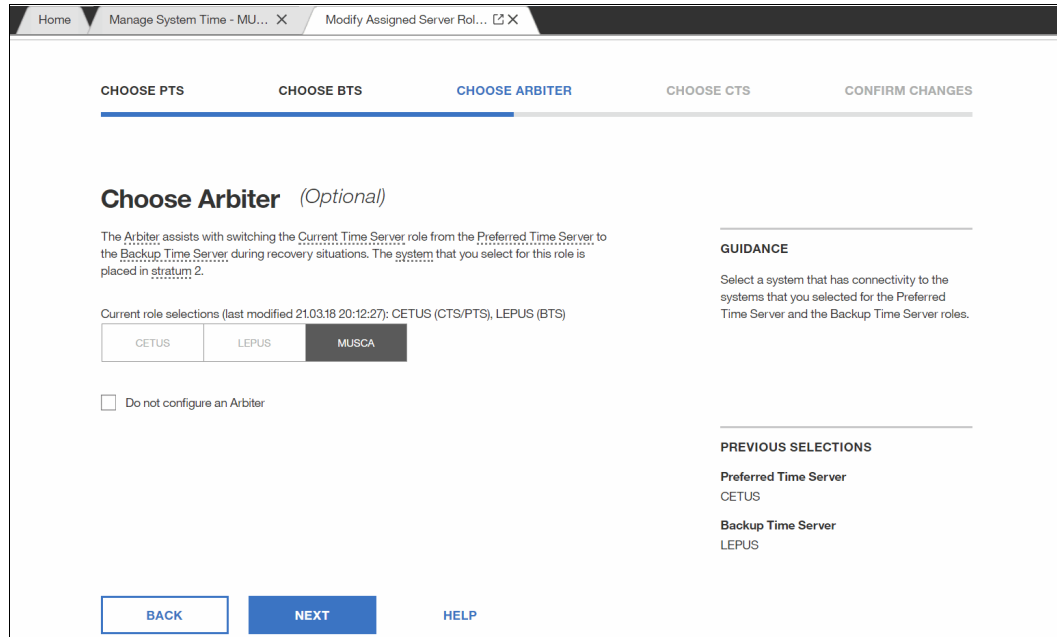 Home
Manage System Time - MU...
Modify Assigned Server Rol...
CHOOSE PTS
CHOOSE BTS
CHOOSE ARBITER
CHOOSE CTS
CONFIRM CHANGES
Choose Arbiter (Optional)
The Arbiter assists with switching the Current Time Server role from the Preferred Time Server to
the Backup Time Server during recovery situations. The system that you select for this role is
placed in stratum 2.
Current role selections (last modified 21.03.18 20:12:27): CETUS (CTS/PTS), LEPUS (BTS)
CETUS
LEPUS
MUSCA
Do not configure an Arbiter
GUIDANCE
Select a system that has connectivity to the
systems that you selected for the Preferred
Time Server and the Backup Time Server roles.
PREVIOUS SELECTIONS
Preferred Time Server
CETUS
Backup Time Server
LEPUS
BACK
NEXT
HELP